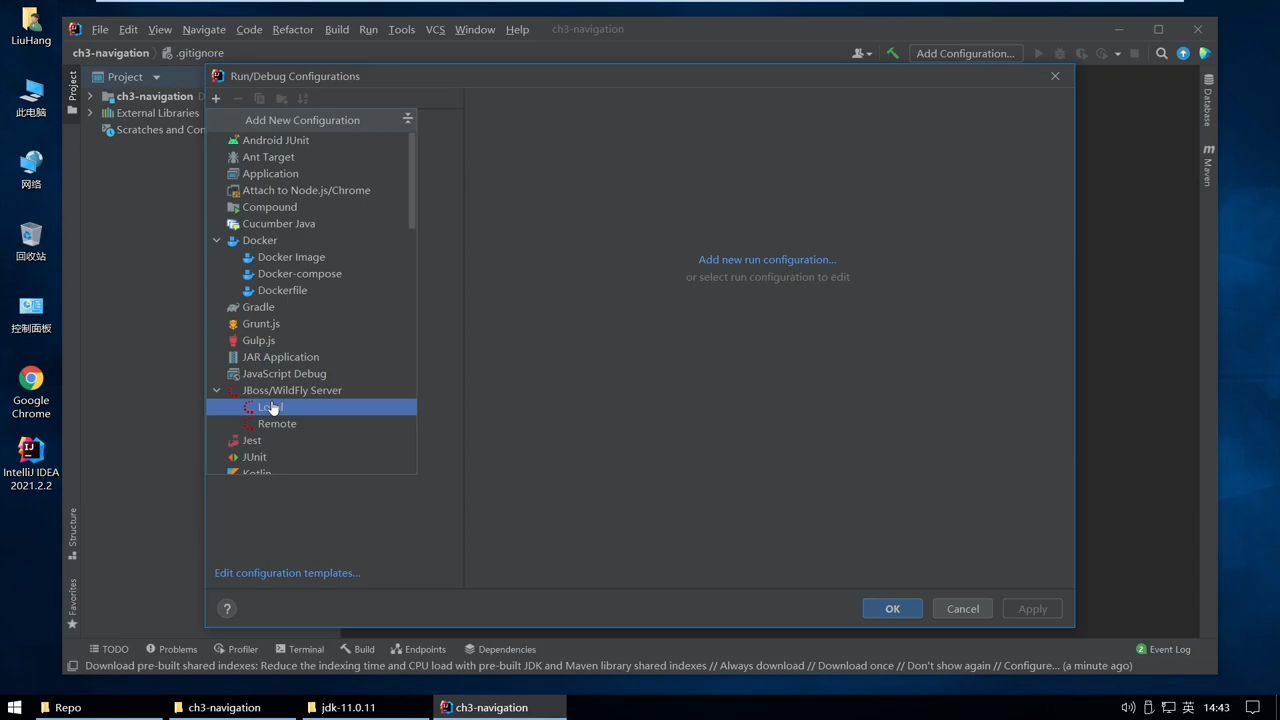 LiuHang
此电脑
网络
回收站
控制面板
Google
Chrome
IntelliJ IDEA
2021.2.2
File Edit View Navigate Code Refactor Build Run Tools VCS Window Help ch3-navigation
ch3-navigation .gitignore
Add Configuration...
Project
Project
ch3-navigation
External Libraries
Scratches and Con
Structure
Favorites
Database
Maven
Run/Debug Configurations
Add New Configuration
Android JUnit
Ant Target
Application
Attach to Node.js/Chrome
Compound
Cucumber Java
Docker
Docker Image
Docker-compose
Dockerfile
Gradle
Grunt.js
Gulp.js
JAR Application
JavaScript Debug
JBoss/WildFly Server
Local
Remote
Jest
JUnit
Kotlin
Add new run configuration...
or select run configuration to edit
Edit configuration templates...
?
OK Cancel Apply
TODO Problems Profiler Terminal Build Endpoints Dependencies
2 Event Log
Download pre-built shared indexes: Reduce the indexing time and CPU load with pre-built JDK and Maven library shared indexes // Always download // Download once // Don't show again // Configure... (a minute ago)
Repo ch3-navigation jdk-11.0.11 ch3-navigation
英 14:43